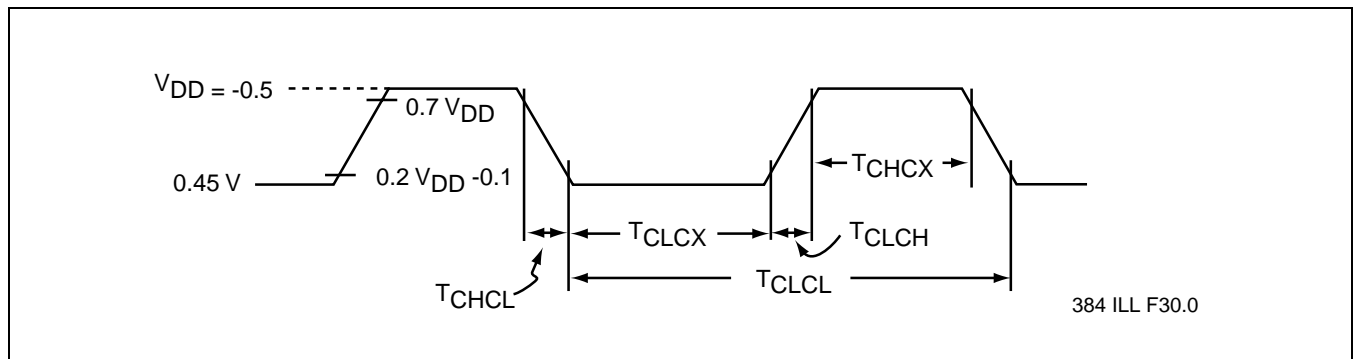 VDD = -0.5
0.7 VDD
0.45 V
0.2 VDD -0.1
TCHCX
TCLCX
TCLCH
TCHCL
TCLCL
384 ILL F30.0